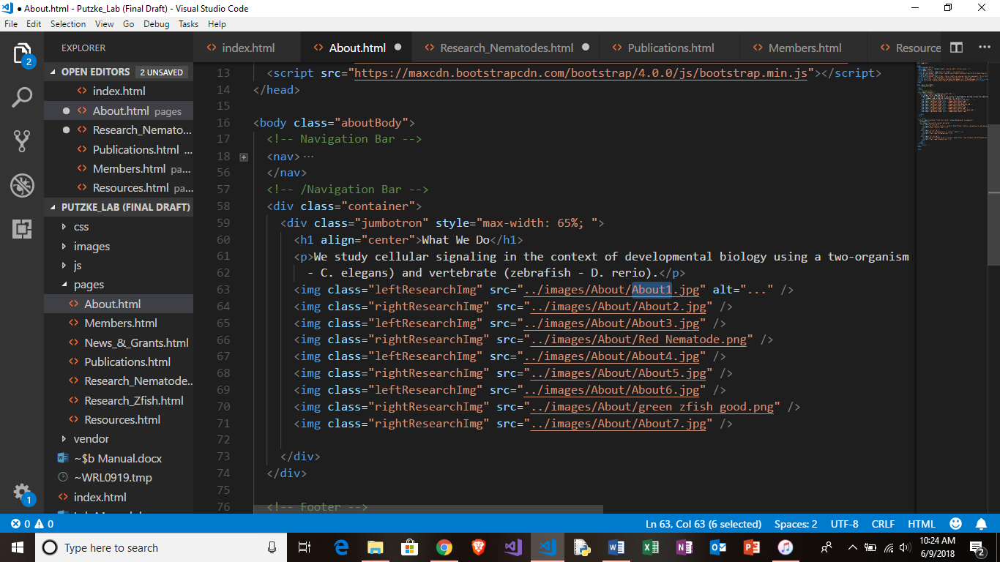 ● About.html - Putzke_Lab (Final Draft) - Visual Studio Code
File Edit Selection View Go Debug Tasks Help
2
EXPLORER
OPEN EDITORS 2 UNSAVED
<> index.html
● <> About.html pages
● <> Research_Nemato...
<> Publications.html ...
<> Members.html pa...
<> Resources.html pa...
PUTZKE_LAB (FINAL DRAFT)
css
images
js
pages
<> About.html
<> Members.html
<> News_&_Grants.html
<> Publications.html
<> Research_Nematode...
<> Research_Zfish.html
<> Resources.html
vendor
~$b Manual.docx
~WRL0919.tmp
<> index.html
1
<> index.html <> About.html ● <> Research_Nematodes.html ● <> Publications.html <> Members.html <> Resource
13 <script src="https://maxcdn.bootstrapcdn.com/bootstrap/4.0.0/js/bootstrap.min.js"></script>
14 </head>
15
16 <body class="aboutBody">
17 <!-- Navigation Bar -->
18 <nav>...
56 </nav>
57 <!-- /Navigation Bar -->
58 <div class="container">
59 <div class="jumbotron" style="max-width: 65%; ">
60 <h1 align="center">What We Do</h1>
61 <p>We study cellular signaling in the context of developmental biology using a two-organism
62 - C. elegans) and vertebrate (zebrafish - D. rerio).</p>
63 <img class="leftResearchImg" src="../images/About/About1.jpg" alt="..." />
64 <img class="rightResearchImg" src="../images/About/About2.jpg" />
65 <img class="leftResearchImg" src="../images/About/About3.jpg" />
66 <img class="rightResearchImg" src="../images/About/Red Nematode.png" />
67 <img class="leftResearchImg" src="../images/About/About4.jpg" />
68 <img class="rightResearchImg" src="../images/About/About5.jpg" />
69 <img class="leftResearchImg" src="../images/About/About6.jpg" />
70 <img class="rightResearchImg" src="../images/About/green zfish good.png" />
71 <img class="rightResearchImg" src="../images/About/About7.jpg" />
72
73 </div>
74 </div>
75
76 <!-- Footer -->
0 0 Ln 63, Col 63 (6 selected) Spaces: 2 UTF-8 CRLF HTML
Type here to search
10:24 AM
6/9/2018
2